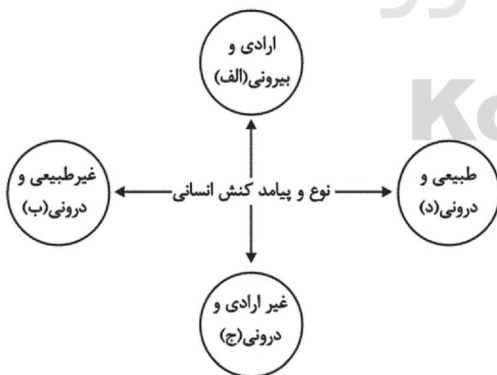 ارادی و
بیرونی(الف)
غیرطبیعی و
درونی(ب)
نوع و پیامد کنش انسانی
طبیعی و
درونی(د)
غیر ارادی و
درونی(ج)